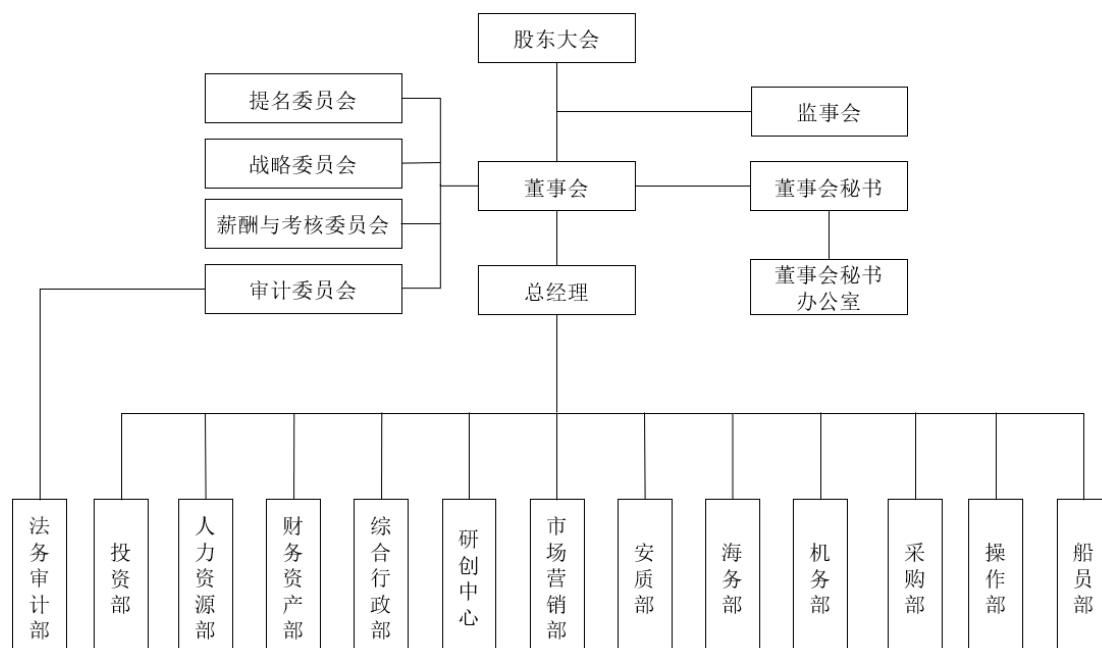 股东大会
提名委员会
监事会
战略委员会
董事会
董事会秘书
薪酬与考核委员会
审计委员会
总经理
董事会秘书
办公室
法务审计部
投资部
人力资源部
财务资产部
综合行政部
研创中心
市场营销部
安质部
海务部
机务部
采购部
操作部
船员部